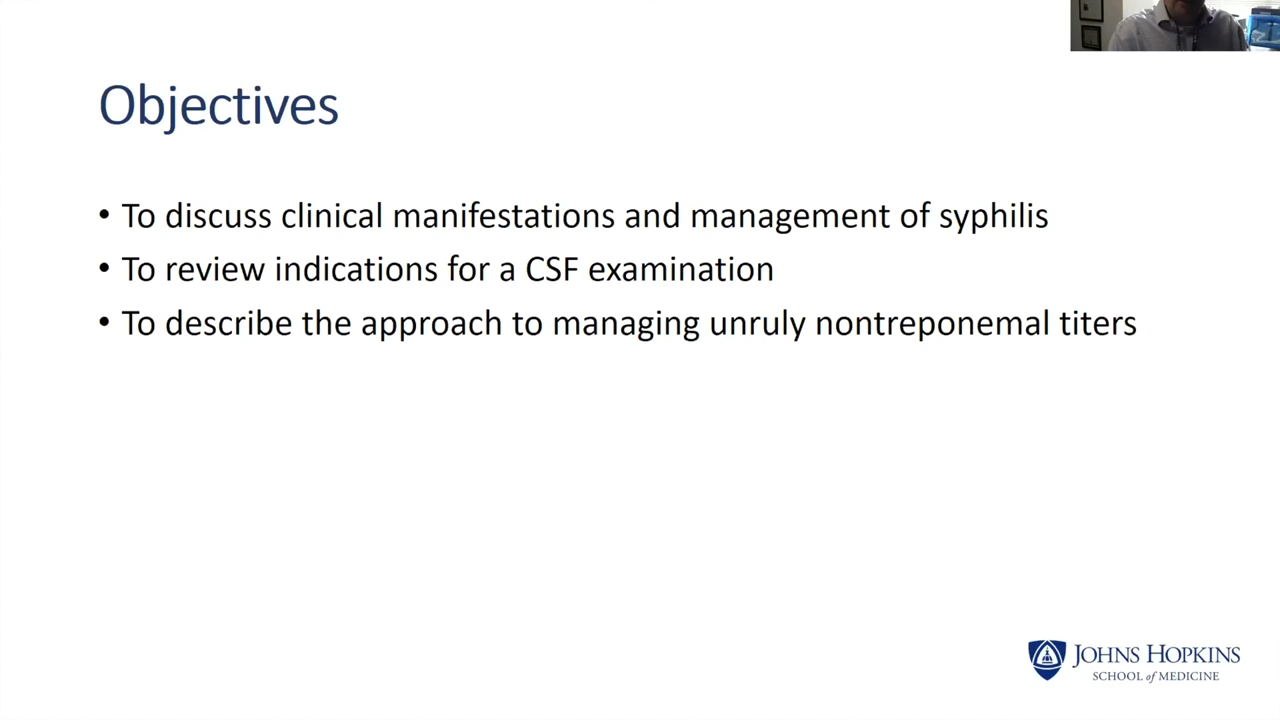 Objectives
• To discuss clinical manifestations and management of syphilis
• To review indications for a CSF examination
• To describe the approach to managing unruly nontreponemal titers
JOHNS HOPKINS
SCHOOL of MEDICINE